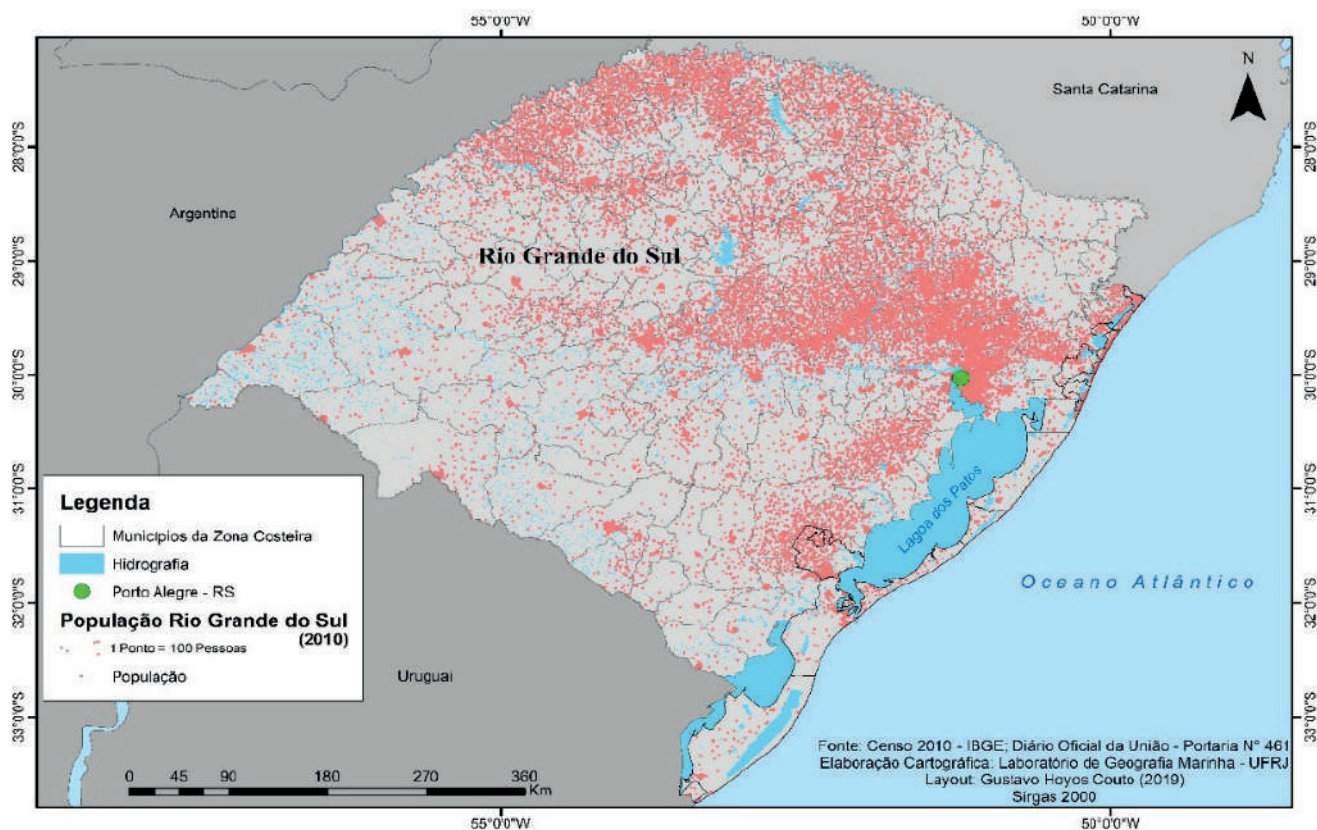 55°0'0"W
50°0'0"W
N
Santa Catarina
28°0'0"S
28°0'0"S
Argentina
Rio Grande do Sul
29°0'0"S
29°0'0"S
30°0'0"S
30°0'0"S
Legenda
Municípios da Zona Costeira
Hidrografia
Porto Alegre - RS
População Rio Grande do Sul
(2010)
1 Ponto = 100 Pessoas
População
31°0'0"S
31°0'0"S
Lagoa dos Patos
Oceano Atlântico
32°0'0"S
32°0'0"S
Uruguai
33°0'0"S
33°0'0"S
Fonte: Censo 2010 - IBGE; Diário Oficial da União - Portaria N° 461
Elaboração Cartográfica: Laboratório de Geografia Marinha - UFRJ
Layout: Gustavo Hoyos Couto (2019)
Sirgas 2000
0 45 90 180 270 360
Km
55°0'0"W
50°0'0"W